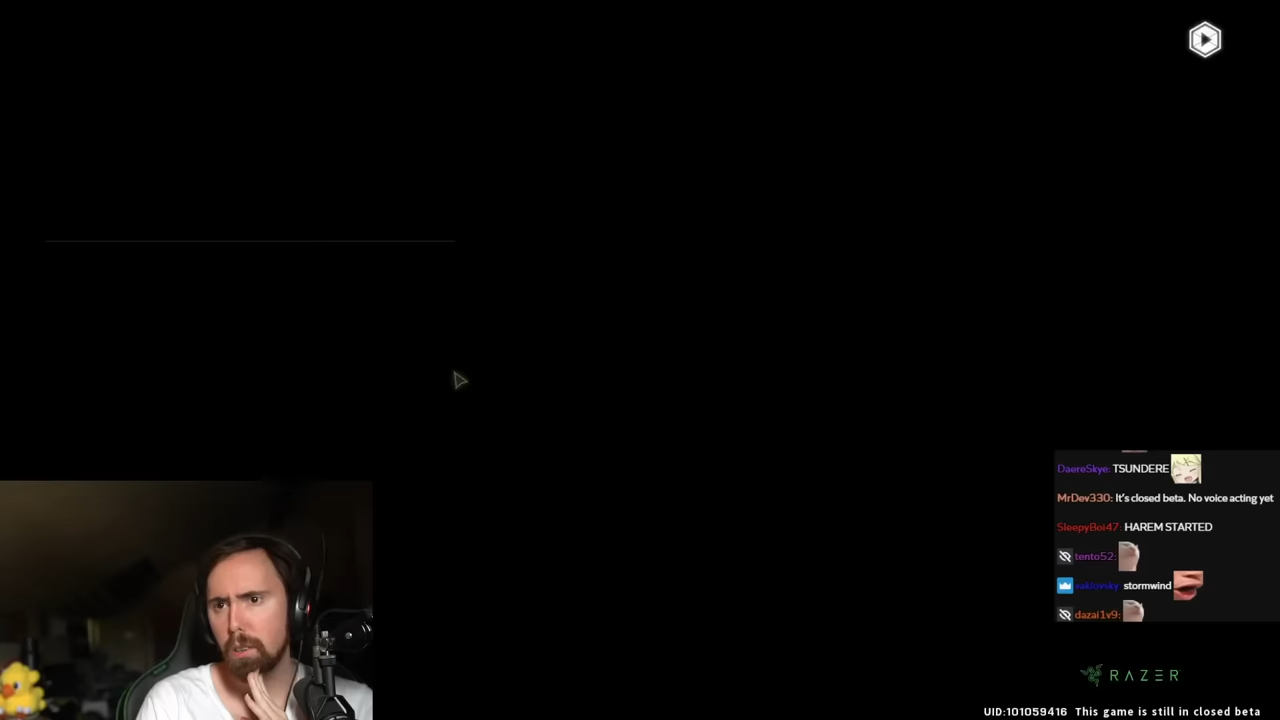 DaereSkye: TSUNDERE
MrDev330: It's closed beta. No voice acting yet
SleepyBoi47: HAREM STARTED
tento52:
stormwind
dazai1v9:
RAZER
UID:101059416 This game is still in closed beta